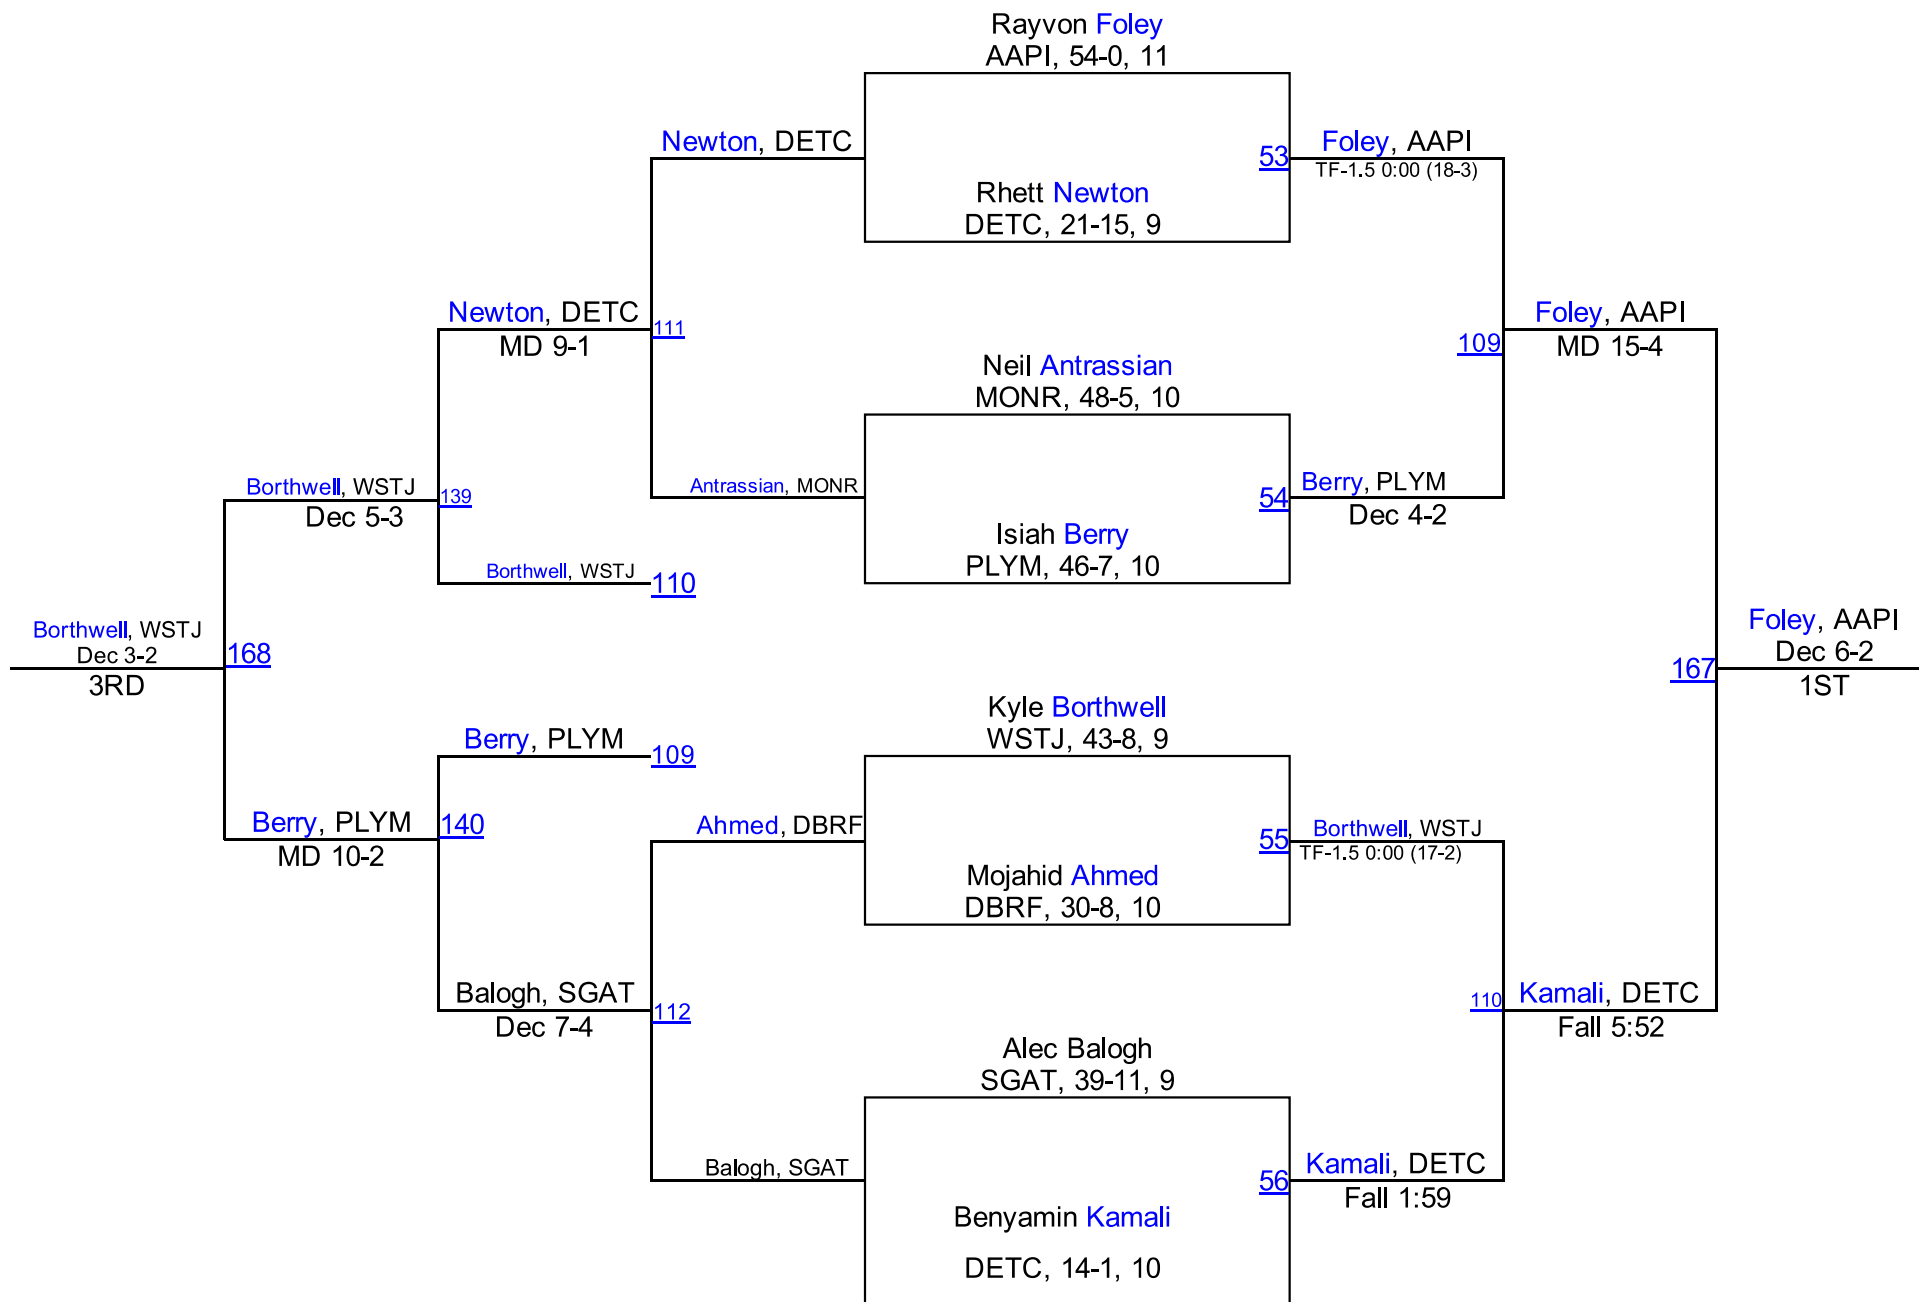 Rayvon Foley
AAPI, 54-0, 11
Newton, DETC
53
Foley, AAPI
TF-1.5 0:00 (18-3)
Rhett Newton
DETC, 21-15, 9
Newton, DETC
MD 9-1
111
109
Foley, AAPI
MD 15-4
Neil Antrassian
MONR, 48-5, 10
Borthwell, WSTJ
Dec 5-3
139
Antrassian, MONR
54
Berry, PLYM
Dec 4-2
Isiah Berry
PLYM, 46-7, 10
Borthwell, WSTJ
110
Borthwell, WSTJ
Dec 3-2
3RD
168
167
Foley, AAPI
Dec 6-2
1ST
Kyle Borthwell
WSTJ, 43-8, 9
Berry, PLYM
109
Berry, PLYM
MD 10-2
140
Ahmed, DBRF
55
Borthwell, WSTJ
TF-1.5 0:00 (17-2)
Mojahid Ahmed
DBRF, 30-8, 10
Balogh, SGAT
Dec 7-4
112
110
Kamali, DETC
Fall 5:52
Alec Balogh
SGAT, 39-11, 9
Balogh, SGAT
56
Kamali, DETC
Fall 1:59
Benyamin Kamali
DETC, 14-1, 10